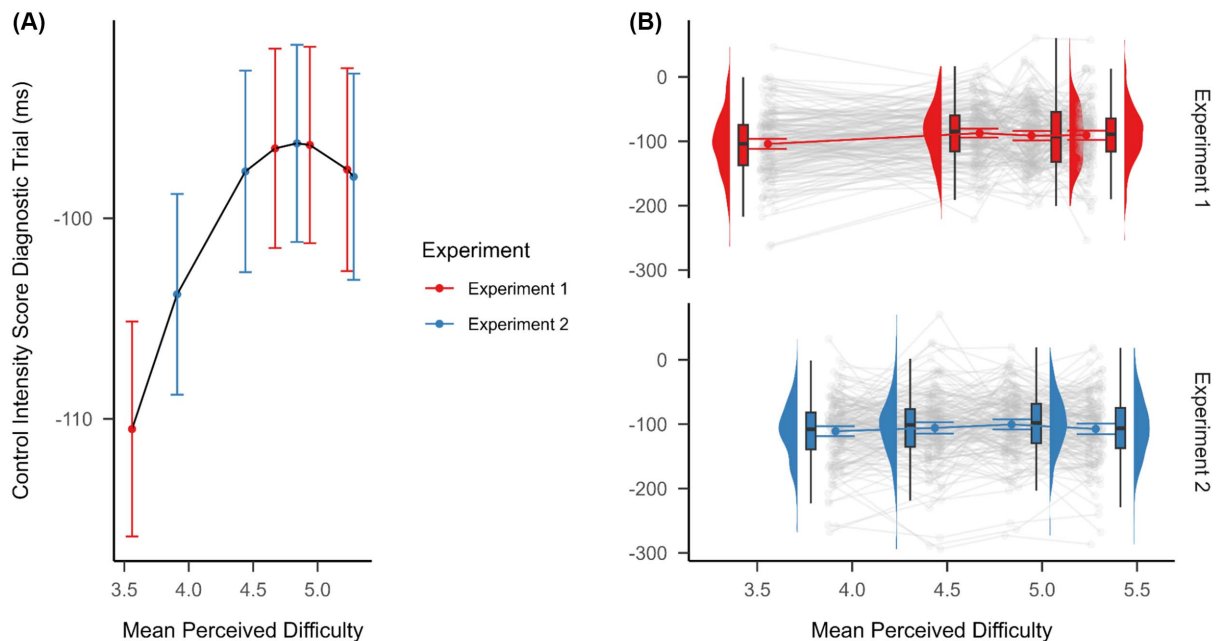 (A)
Control Intensity Score Diagnostic Trial (ms)
-100
-110
3.5 4.0 4.5 5.0
Mean Perceived Difficulty
Experiment
Experiment 1
Experiment 2
(B)
0
-100
-200
-300
Experiment 1
0
-100
-200
-300
Experiment 2
3.5 4.0 4.5 5.0 5.5
Mean Perceived Difficulty